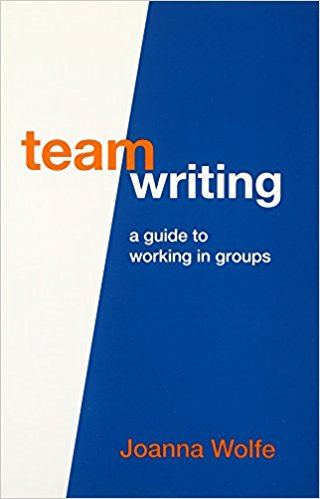 team
writing
a guide to
working in groups
Joanna Wolfe